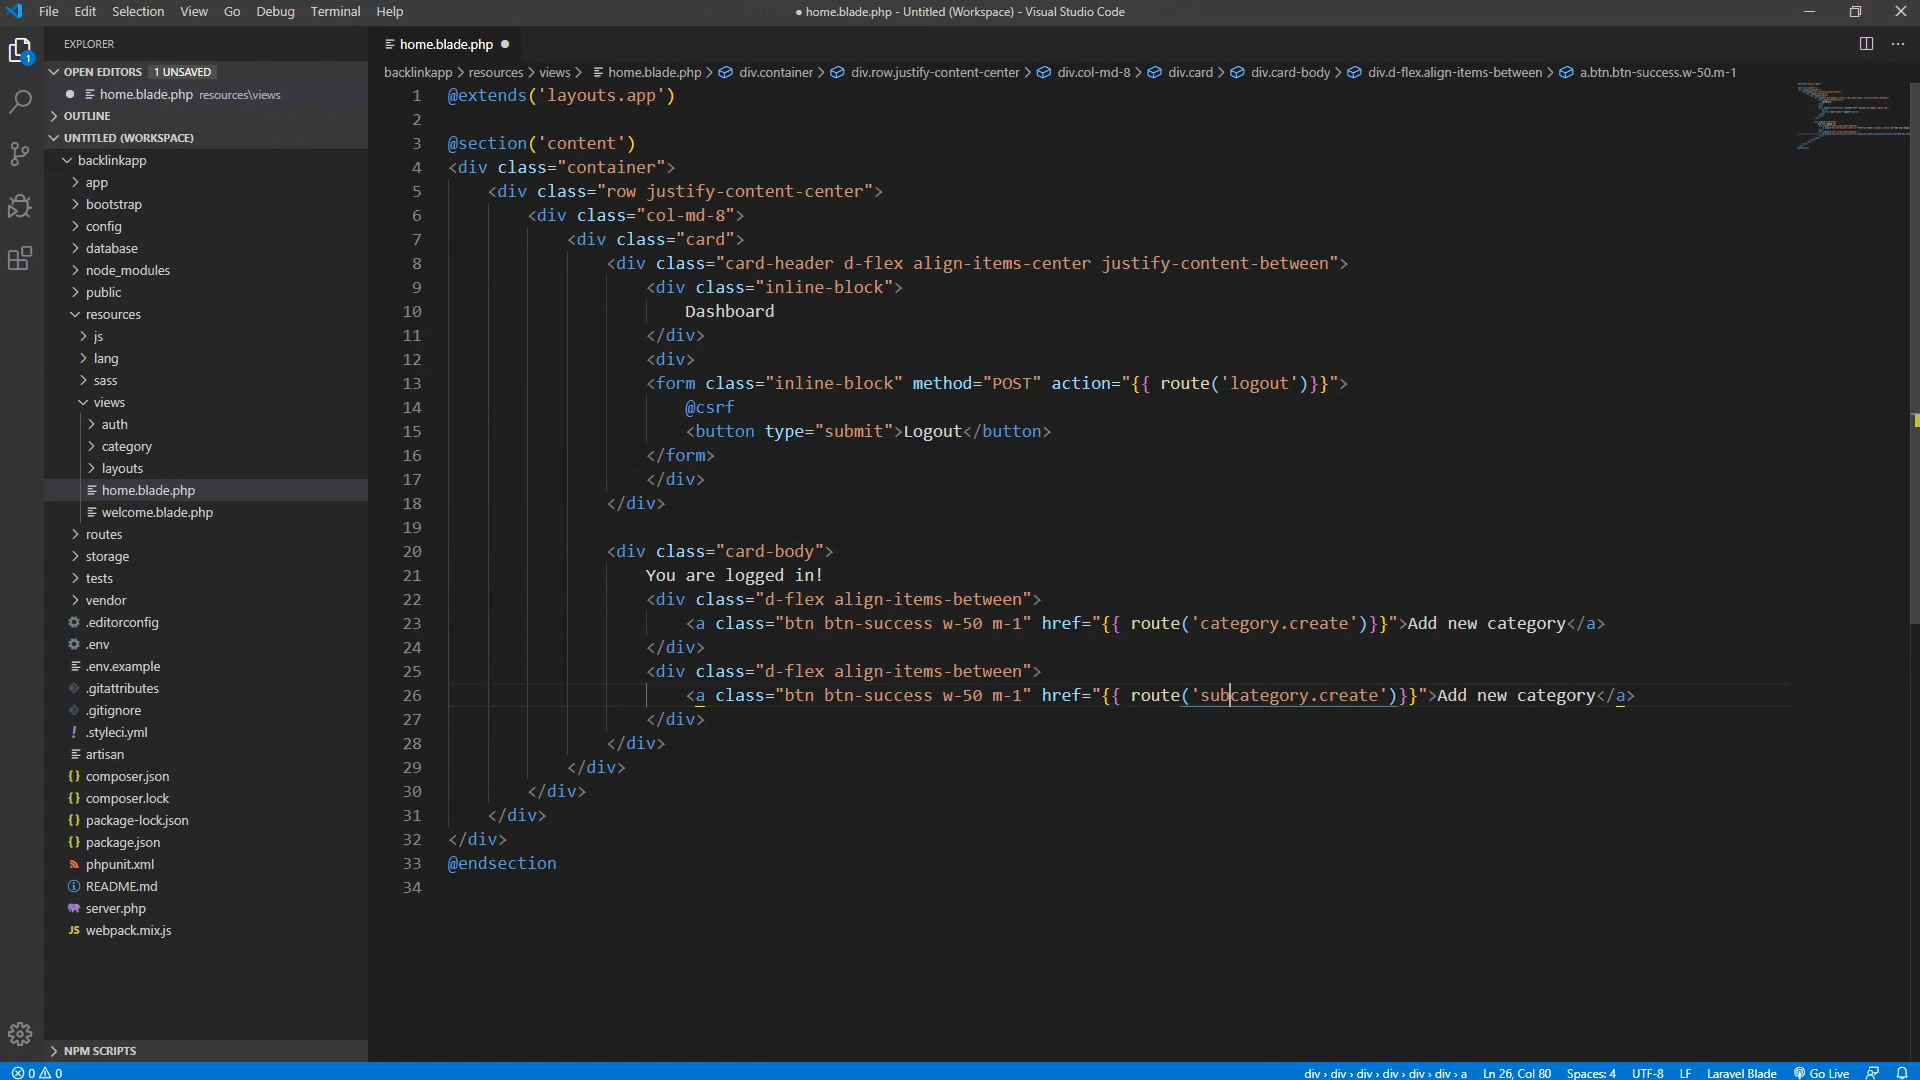 File Edit Selection View Go Debug Terminal Help
● home.blade.php - Untitled (Workspace) - Visual Studio Code
EXPLORER
home.blade.php ●
1
OPEN EDITORS 1 UNSAVED
● home.blade.php resources\views
OUTLINE
UNTITLED (WORKSPACE)
backlinkapp
app
bootstrap
config
database
node_modules
public
resources
js
lang
sass
views
auth
category
layouts
home.blade.php
welcome.blade.php
routes
storage
tests
vendor
.editorconfig
.env
.env.example
.gitattributes
.gitignore
! .styleci.yml
artisan
{} composer.json
{} composer.lock
{} package-lock.json
{} package.json
phpunit.xml
README.md
server.php
JS webpack.mix.js
NPM SCRIPTS
backlinkapp > resources > views > home.blade.php > div.container > div.row.justify-content-center > div.col-md-8 > div.card > div.card-body > div.d-flex.align-items-between > a.btn.btn-success.w-50.m-1
1 @extends('layouts.app')
2
3 @section('content')
4 <div class="container">
5 <div class="row justify-content-center">
6 <div class="col-md-8">
7 <div class="card">
8 <div class="card-header d-flex align-items-center justify-content-between">
9 <div class="inline-block">
10 Dashboard
11 </div>
12 <div>
13 <form class="inline-block" method="POST" action="{{ route('logout')}}">
14 @csrf
15 <button type="submit">Logout</button>
16 </form>
17 </div>
18 </div>
19
20 <div class="card-body">
21 You are logged in!
22 <div class="d-flex align-items-between">
23 <a class="btn btn-success w-50 m-1" href="{{ route('category.create')}}">Add new category</a>
24 </div>
25 <div class="d-flex align-items-between">
26 <a class="btn btn-success w-50 m-1" href="{{ route('subcategory.create')}}">Add new category</a>
27 </div>
28 </div>
29 </div>
30 </div>
31 </div>
32 </div>
33 @endsection
34
0 0
div › div › div › div › div › div › a Ln 26, Col 80 Spaces: 4 UTF-8 LF Laravel Blade Go Live